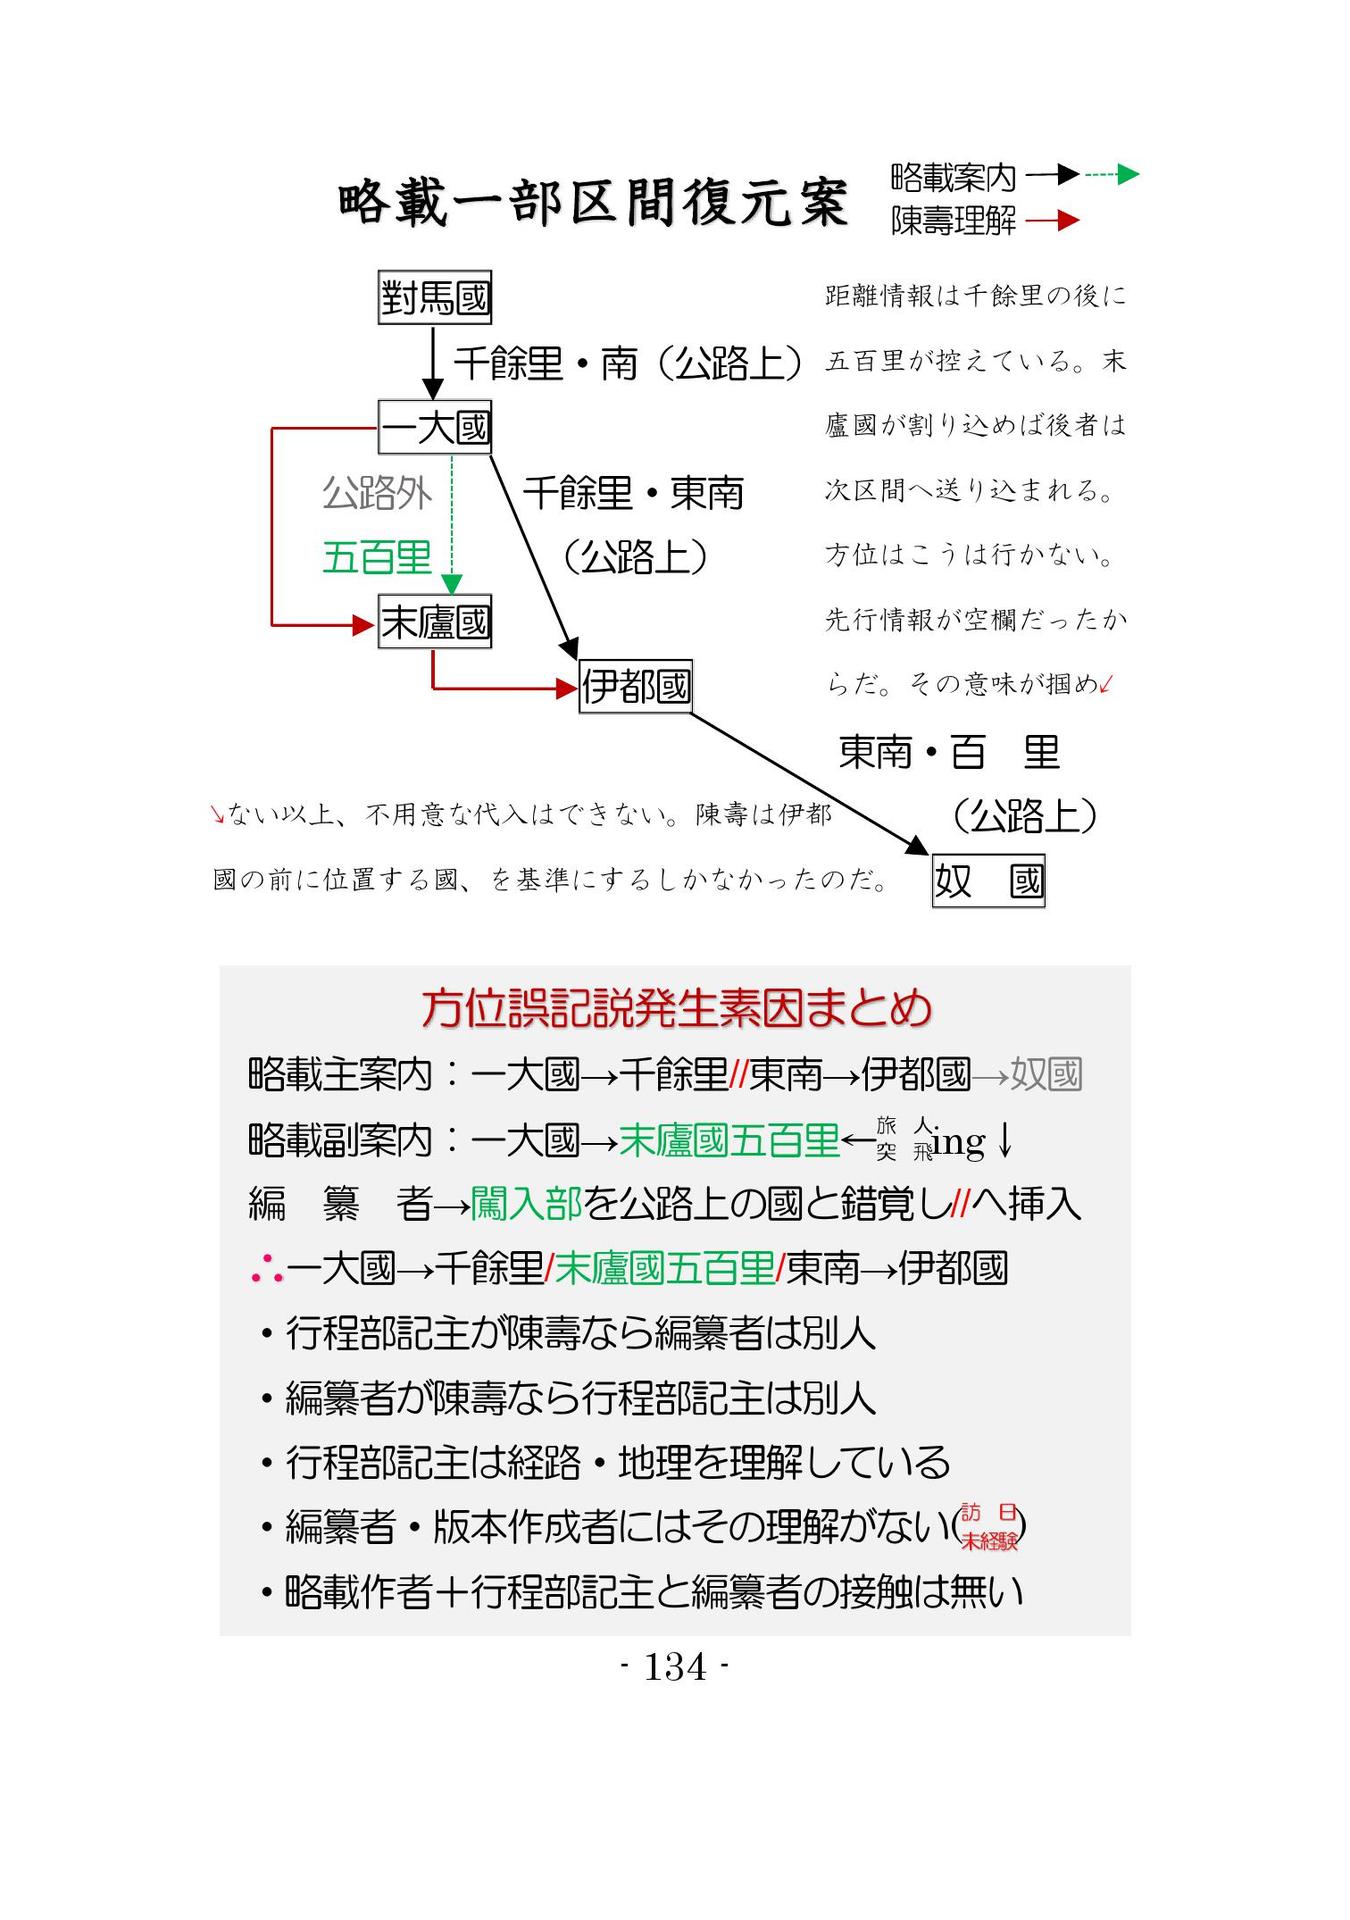 略載一部区間復元案
略載案内
陳壽理解
對馬國
千餘里・南（公路上）
一大國
公路外
五百里
千餘里・東南
（公路上）
末廬國
伊都國
距離情報は千餘里の後に
五百里が控えている。末
廬國が割り込めば後者は
次区間へ送り込まれる。
方位はこうは行かない。
先行情報が空欄だったか
らだ。その意味が掴め↙
東南・百　里
（公路上）
↘ない以上、不用意な代入はできない。陳壽は伊都
國の前に位置する國、を基準にするしかなかったのだ。
奴　國
方位誤記説発生素因まとめ
略載主案内：一大國→千餘里//東南→伊都國→奴國
略載副案内：一大國→末廬國五百里←旅人突飛ing↓
編　纂　者→闖入部を公路上の國と錯覚し//へ挿入
∴一大國→千餘里/末廬國五百里/東南→伊都國
・行程部記主が陳壽なら編纂者は別人
・編纂者が陳壽なら行程部記主は別人
・行程部記主は経路・地理を理解している
・編纂者・版本作成者にはその理解がない(訪日未経験)
・略載作者＋行程部記主と編纂者の接触は無い
- 134 -